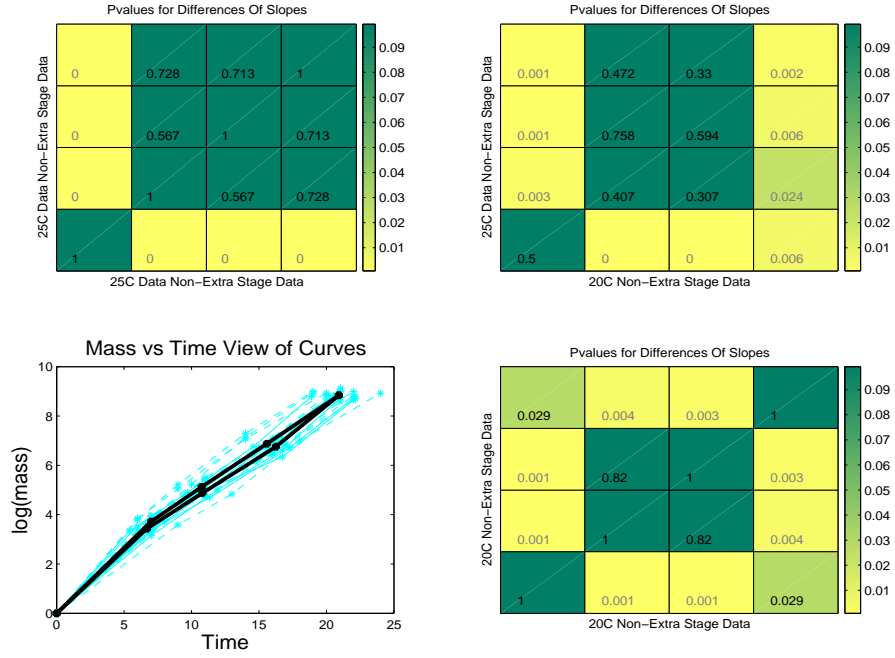 Pvalues for Differences Of Slopes
25C Data Non−Extra Stage Data
0 0.728 0.713 1
0 0.567 1 0.713
0 1 0.567 0.728
1 0 0 0
25C Data Non−Extra Stage Data
0.09
0.08
0.07
0.06
0.05
0.04
0.03
0.02
0.01
Pvalues for Differences Of Slopes
25C Data Non−Extra Stage Data
0.001 0.472 0.33 0.002
0.001 0.758 0.594 0.006
0.003 0.407 0.307 0.024
0.5 0 0 0.006
20C Non−Extra Stage Data
0.09
0.08
0.07
0.06
0.05
0.04
0.03
0.02
0.01
Mass vs Time View of Curves
log(mass)
10
8
6
4
2
0
0 5 10 15 20 25
Time
Pvalues for Differences Of Slopes
20C Non−Extra Stage Data
0.029 0.004 0.003 1
0.001 0.82 1 0.003
0.001 1 0.82 0.004
1 0.001 0.001 0.029
20C Non−Extra Stage Data
0.09
0.08
0.07
0.06
0.05
0.04
0.03
0.02
0.01